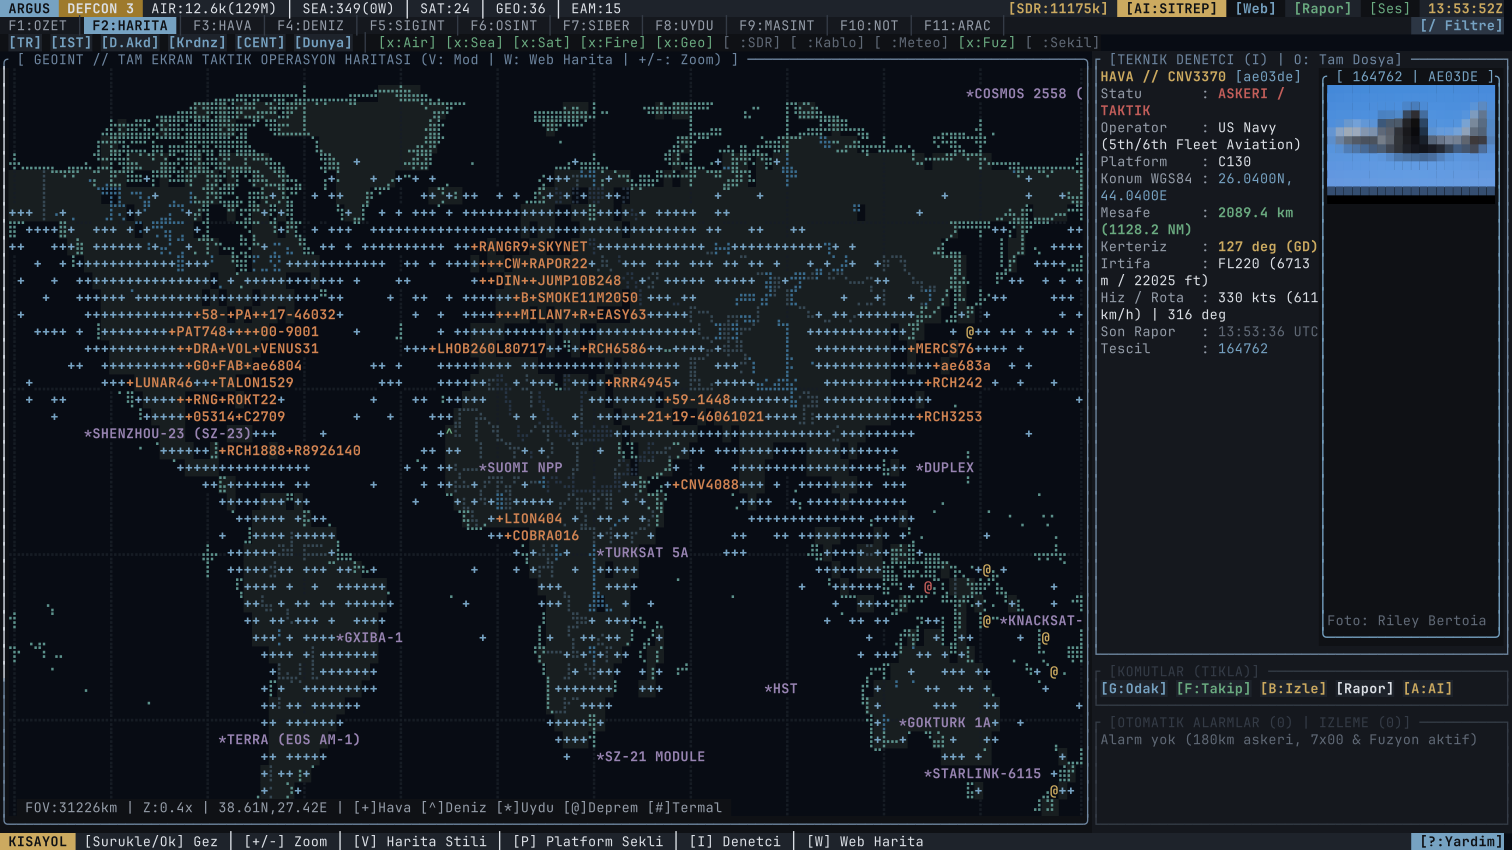 ARGUS DEFCON 3 AIR:12.6k(129M) | SEA:349(0W) | SAT:24 | GEO:36 | EAM:15 [SDR:11175k] [AI:SITREP] [Web] [Rapor] [Ses] 13:53:52Z
F1:OZET F2:HARITA F3:HAVA F4:DENIZ F5:SIGINT F6:OSINT F7:SIBER F8:UYDU F9:MASINT F10:NOT F11:ARAC [/ Filtre]
[TR] [IST] [D.Akd] [Krdnz] [CENT] [Dunya] [x:Air] [x:Sea] [x:Sat] [x:Fire] [x:Geo] [ :SDR] [ :Kablo] [ :Meteo] [x:Fuz] [ :Sekil]
[ GEOINT // TAM EKRAN TAKTIK OPERASYON HARITASI (V: Mod | W: Web Harita | +/-: Zoom) ]
*COSMOS 2558 (
+RANGR9+SKYNET
+CW+RAPOR22+
+DIN++JUMP10B248
+B+SMOKE11M2050
+58-+PA++17-46032+
+MILAN7+R+EASY63
+PAT748++++00-9001
@
+DRA+VOL+VENUS31
+LHOB260L80717
+RCH6586
+MERCS76
+G0+FAB+ae6804
+ae683a
+LUNAR46+++TALON1529
+RRR4945
+RCH242
+RNG+ROKT22+
+59-1448
+05314+C2709
+21+19-46061021
+RCH3253
*SHENZHOU-23 (SZ-23)
^
+RCH1888+R8926140
*SUOMI NPP
*DUPLEX
+CNV4088
+LION404
+COBRA016
*TURKSAT 5A
@
@
@*KNACKSAT-
*GXIBA-1
@
@
*HST
*GOKTURK 1A
*TERRA (EOS AM-1)
*SZ-21 MODULE
*STARLINK-6115
@
FOV:31226km | Z:0.4x | 38.61N,27.42E | [+]Hava [^]Deniz [*]Uydu [@]Deprem [#]Termal
[TEKNIK DENETCI (I) | O: Tam Dosya]
HAVA // CNV3370 [ae03de]
Statu : ASKERI /
TAKTIK
Operator : US Navy
(5th/6th Fleet Aviation)
Platform : C130
Konum WGS84 : 26.0400N,
44.0400E
Mesafe : 2089.4 km
(1128.2 NM)
Kerteriz : 127 deg (GD)
Irtifa : FL220 (6713
m / 22025 ft)
Hiz / Rota : 330 kts (611
km/h) | 316 deg
Son Rapor : 13:53:36 UTC
Tescil : 164762
[ 164762 | AE03DE ]
Foto: Riley Bertoia
[KOMUTLAR (TIKLA)]
[G:Odak] [F:Takip] [B:Izle] [Rapor] [A:AI]
[OTOMATIK ALARMLAR (0) | IZLEME (0)]
Alarm yok (180km askeri, 7x00 & Fuzyon aktif)
KISAYOL [Surukle/Ok] Gez | [+/-] Zoom | [V] Harita Stili | [P] Platform Sekli | [I] Denetci | [W] Web Harita [?:Yardim]